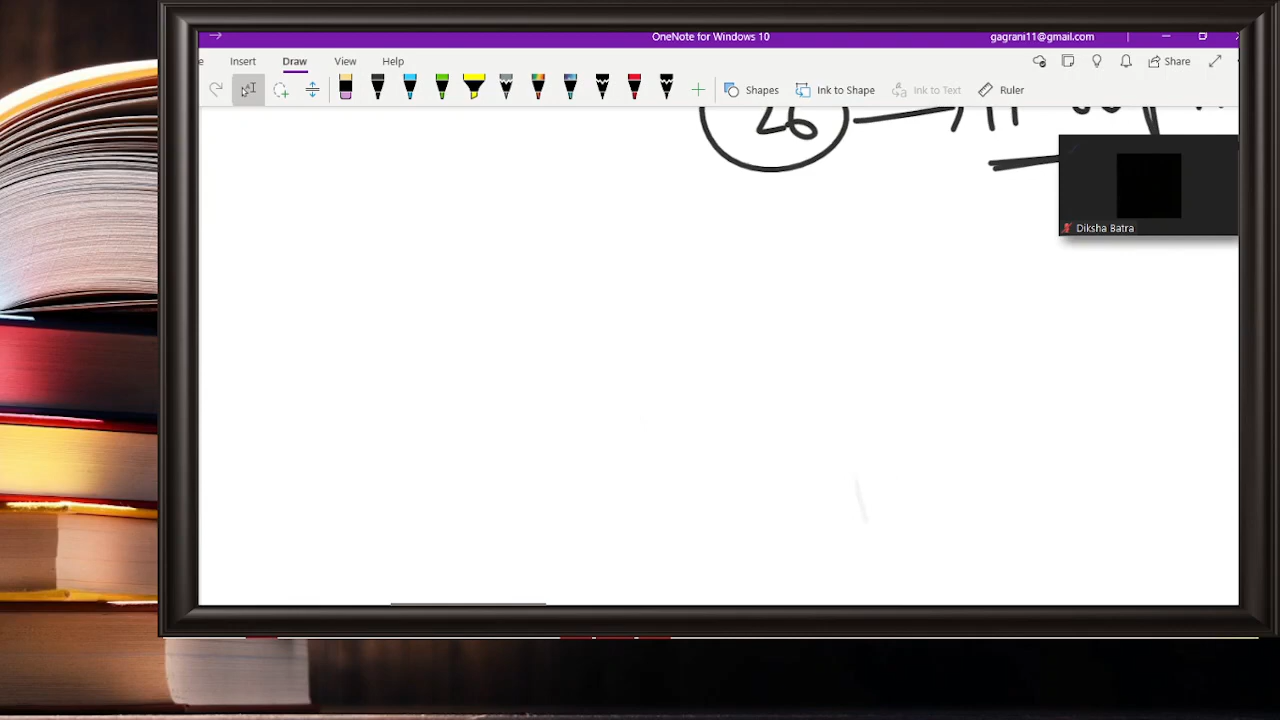 OneNote for Windows 10
gagrani11@gmail.com
Insert
Draw
View
Help
Share
Shapes
Ink to Shape
Ink to Text
Ruler
26
Diksha Batra